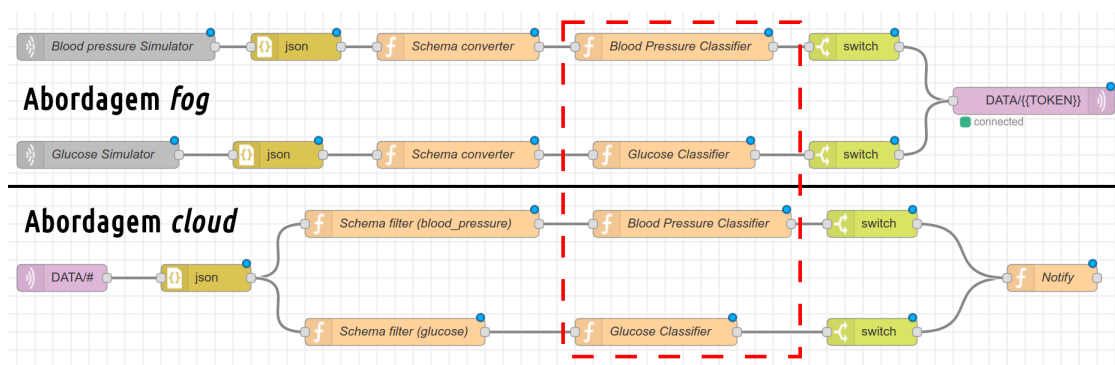 Blood pressure Simulator
json
Schema converter
Blood Pressure Classifier
switch
Abordagem fog
DATA/{{TOKEN}}
connected
Glucose Simulator
json
Schema converter
Glucose Classifier
switch
Abordagem cloud
Schema filter (blood_pressure)
Blood Pressure Classifier
switch
DATA/#
json
Notify
Schema filter (glucose)
Glucose Classifier
switch